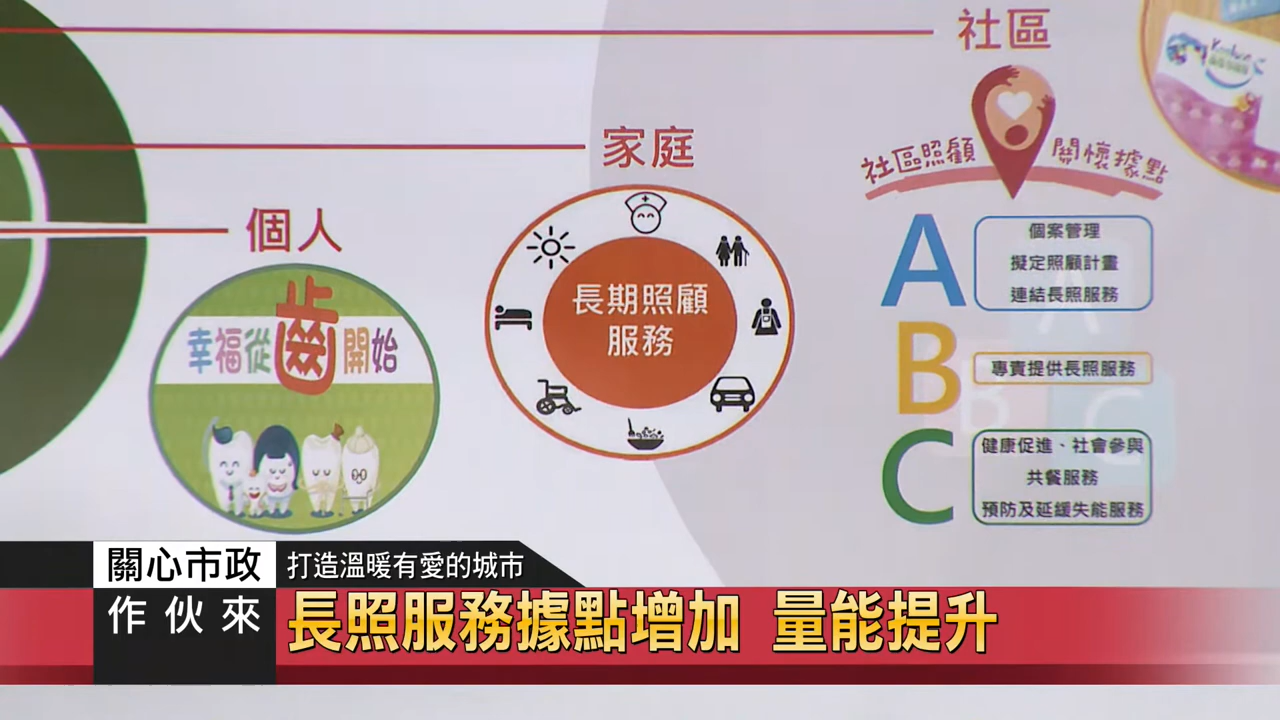 社區
家庭
個人
社區照顧 關懷據點
幸福從齒開始
長期照顧
服務
A
個案管理
擬定照顧計畫
連結長照服務
B
專責提供長照服務
C
健康促進、社會參與
共餐服務
預防及延緩失能服務
關心市政
打造溫暖有愛的城市
作伙來
長照服務據點增加 量能提升